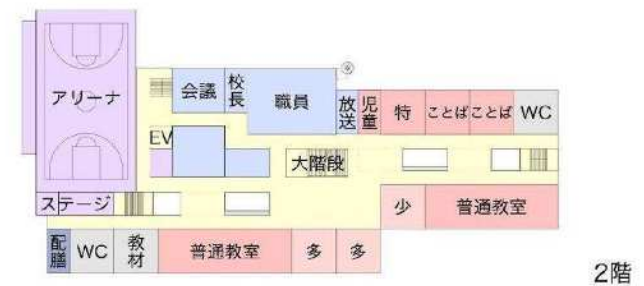 アリーナ
会議
校長
職員
放送
児童
特
ことば
ことば
WC
EV
大階段
ステージ
少
普通教室
配膳
WC
教材
普通教室
多
多
2階